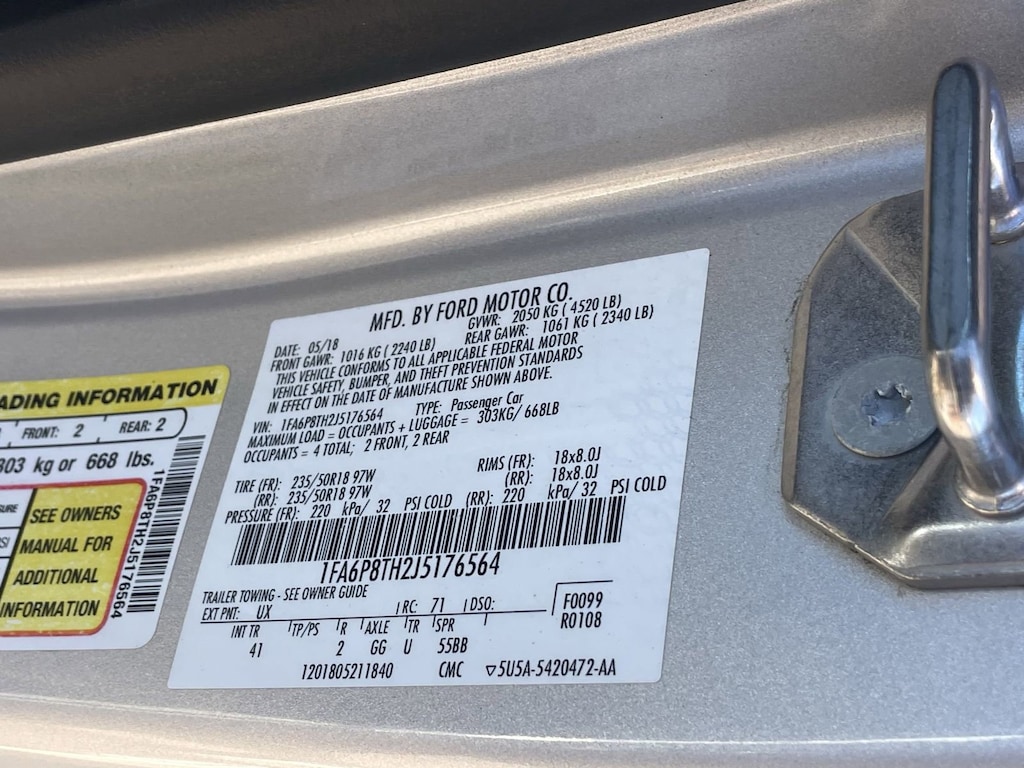 MFD. BY FORD MOTOR CO.
DATE: 05/18 GVWR: 2050 KG ( 4520 LB)
FRONT GAWR: 1016 KG ( 2240 LB) REAR GAWR: 1061 KG ( 2340 LB)
THIS VEHICLE CONFORMS TO ALL APPLICABLE FEDERAL MOTOR
VEHICLE SAFETY, BUMPER, AND THEFT PREVENTION STANDARDS
IN EFFECT ON THE DATE OF MANUFACTURE SHOWN ABOVE.
VIN: 1FA6P8TH2J5176564 TYPE: Passenger Car
MAXIMUM LOAD = OCCUPANTS + LUGGAGE = 303KG/ 668LB
OCCUPANTS = 4 TOTAL; 2 FRONT, 2 REAR
TIRE (FR): 235/50R18 97W RIMS (FR): 18x8.0J
(RR): 235/50R18 97W (RR): 18x8.0J
PRESSURE (FR): 220 kPa/ 32 PSI COLD (RR): 220 kPa/ 32 PSI COLD
1FA6P8TH2J5176564
TRAILER TOWING - SEE OWNER GUIDE
EXT PNT: UX RC: 71 DSO: F0099
R0108
INT TR TP/PS R AXLE TR SPR
41 2 GG U 55BB
1201805211840 CMC ▽5U5A-5420472-AA
ADING INFORMATION
FRONT: 2 REAR: 2
303 kg or 668 lbs.
SURE
SEE OWNERS
MANUAL FOR
ADDITIONAL
INFORMATION
1FA6P8TH2J5176564